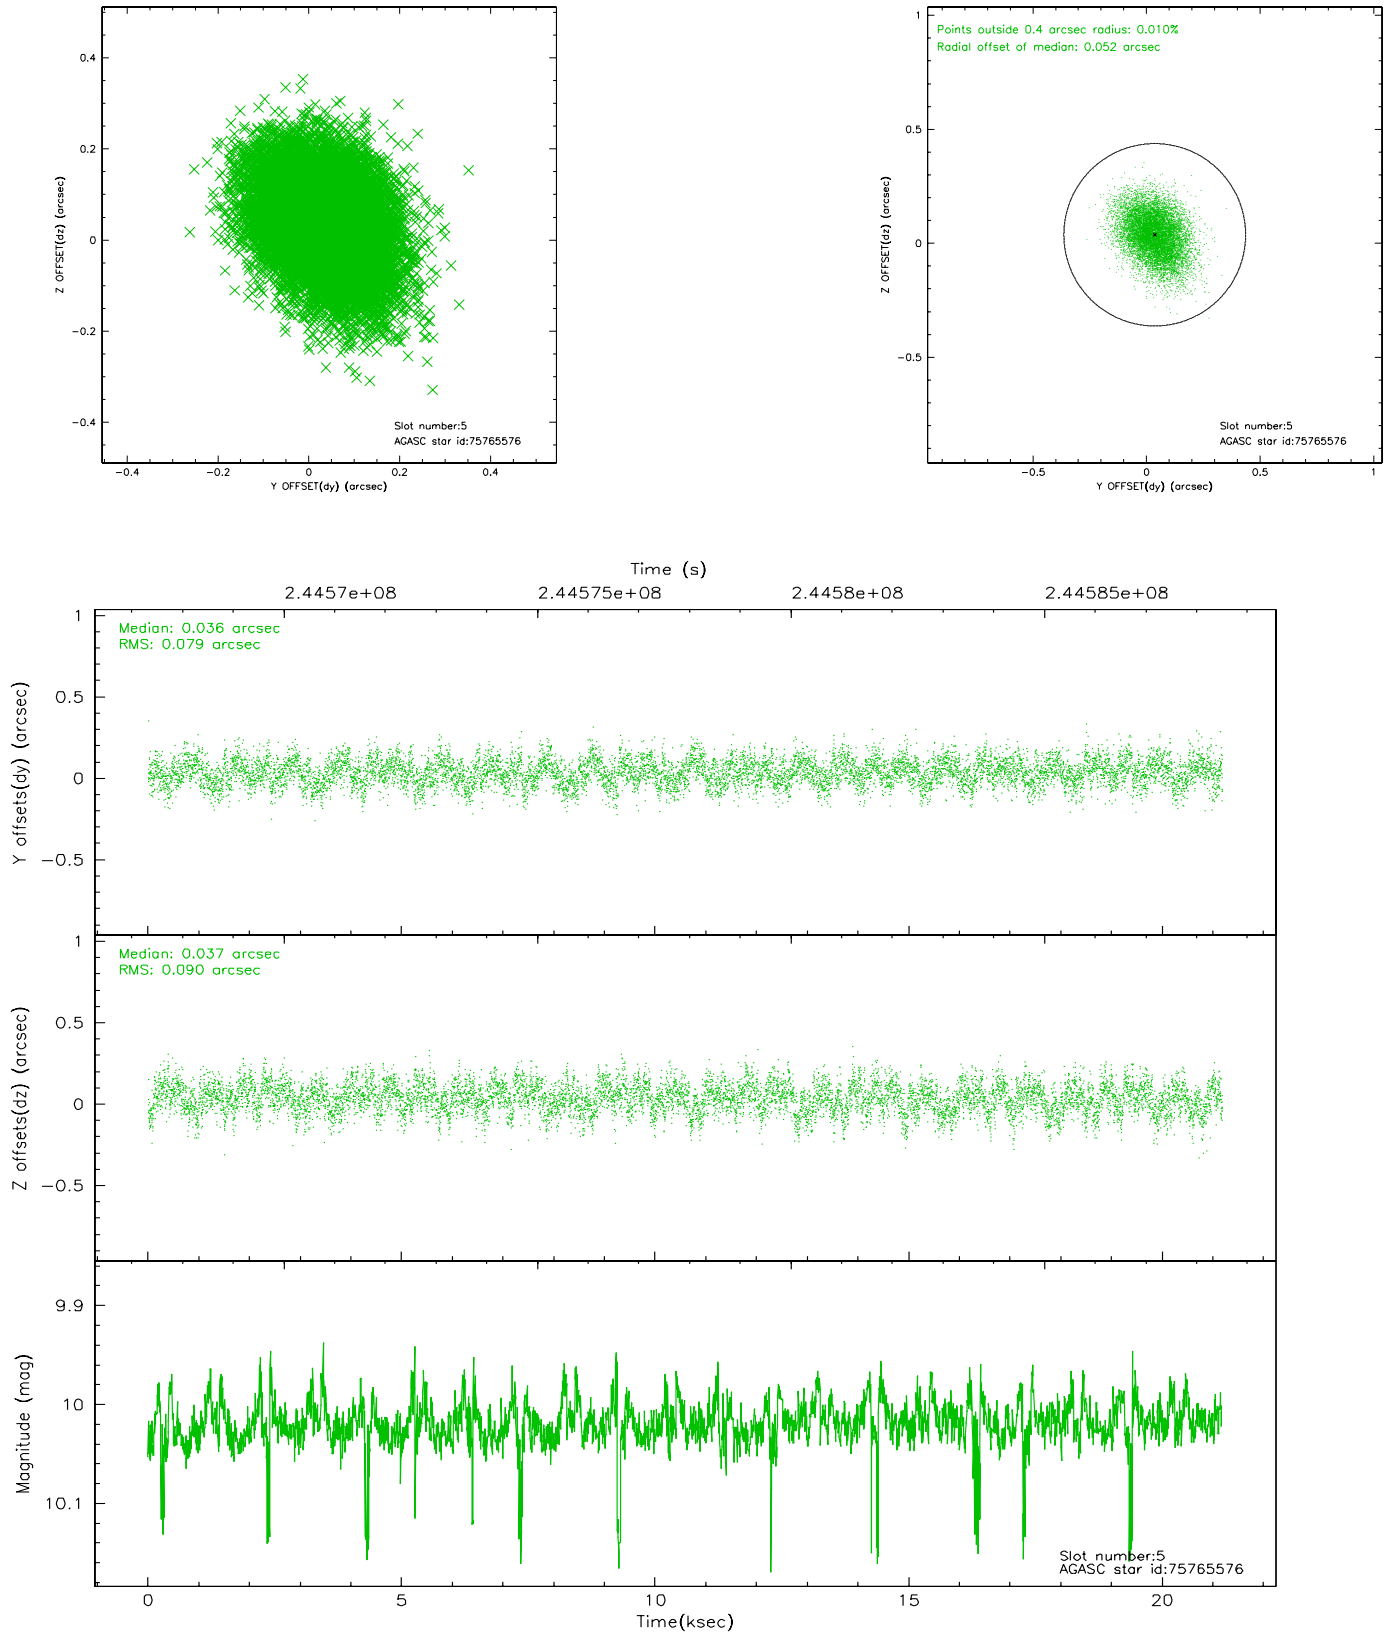 0.4
0.2
0
-0.2
-0.4
Z OFFSET(dz) (arcsec)
Slot number:5
AGASC star id:75765576
-0.4
-0.2
0
0.2
0.4
Y OFFSET(dy) (arcsec)
Points outside 0.4 arcsec radius: 0.010%
Radial offset of median: 0.052 arcsec
1
0.5
0
-0.5
Z OFFSET(dz) (arcsec)
Slot number:5
AGASC star id:75765576
-0.5
0
0.5
1
Y OFFSET(dy) (arcsec)
Time (s)
2.4457e+08
2.44575e+08
2.4458e+08
2.44585e+08
Median: 0.036 arcsec
RMS: 0.079 arcsec
1
0.5
0
-0.5
Y offsets(dy) (arcsec)
Median: 0.037 arcsec
RMS: 0.090 arcsec
1
0.5
0
-0.5
Z offsets(dz) (arcsec)
9.9
10
10.1
Magnitude (mag)
Slot number:5
AGASC star id:75765576
0
5
10
15
20
Time(ksec)